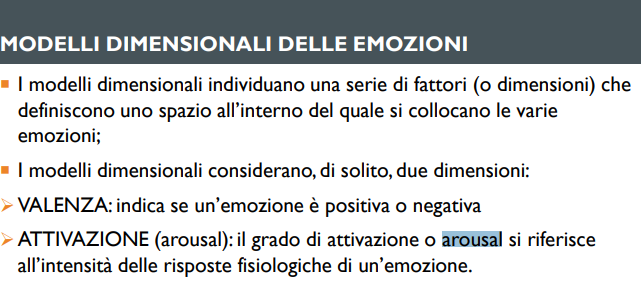 MODELLI DIMENSIONALI DELLE EMOZIONI
I modelli dimensionali individuano una serie di fattori (o dimensioni) che
definiscono uno spazio all'interno del quale si collocano le varie
emozioni;
I modelli dimensionali considerano, di solito, due dimensioni:
VALENZA: indica se un'emozione è positiva o negativa
ATTIVAZIONE (arousal): il grado di attivazione o arousal si riferisce
all'intensità delle risposte fisiologiche di un'emozione.